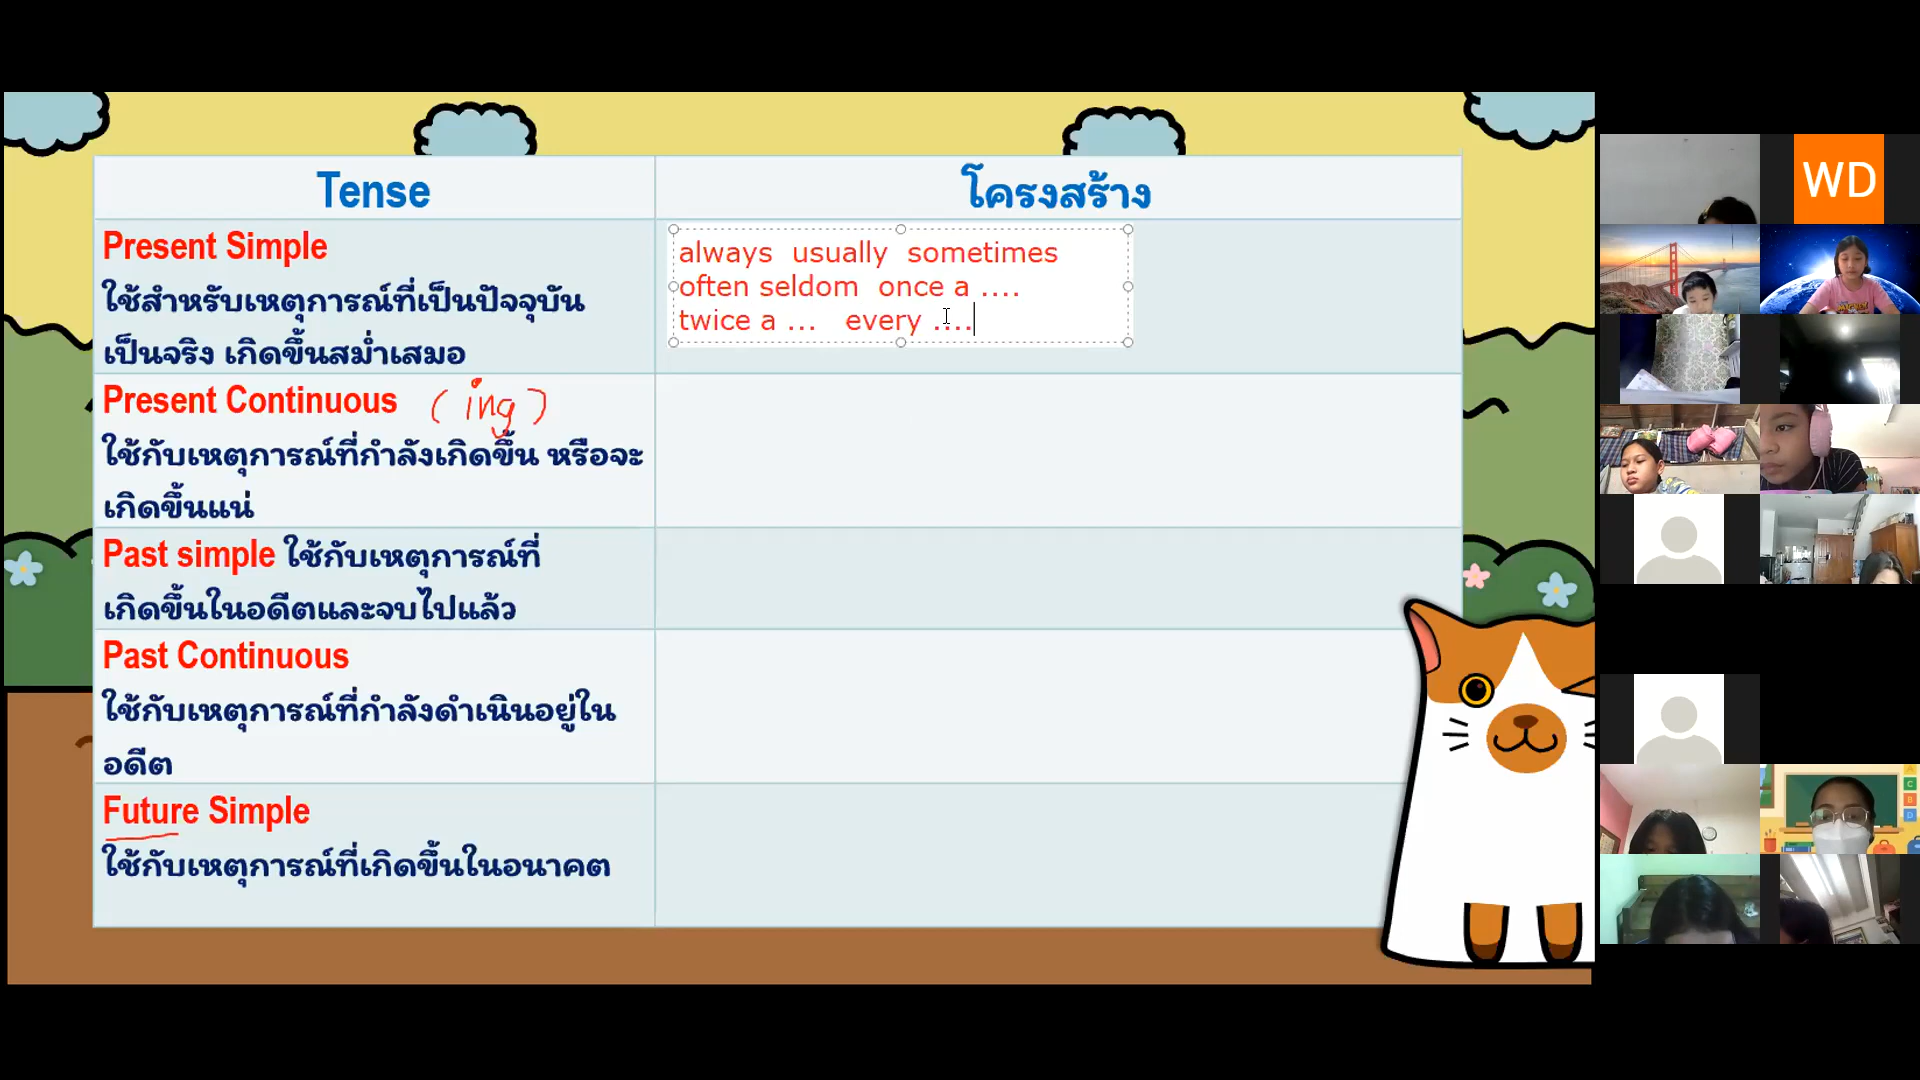 Tense
โครงสร้าง
Present Simple
ใช้สำหรับเหตุการณ์ที่เป็นปัจจุบัน
เป็นจริง เกิดขึ้นสม่ำเสมอ
always usually sometimes
often seldom once a ....
twice a ... every ....
Present Continuous (ing)
ใช้กับเหตุการณ์ที่กำลังเกิดขึ้น หรือจะ
เกิดขึ้นแน่
Past simple ใช้กับเหตุการณ์ที่
เกิดขึ้นในอดีตและจบไปแล้ว
Past Continuous
ใช้กับเหตุการณ์ที่กำลังดำเนินอยู่ใน
อดีต
Future Simple
ใช้กับเหตุการณ์ที่เกิดขึ้นในอนาคต
WD
A
C
B
D